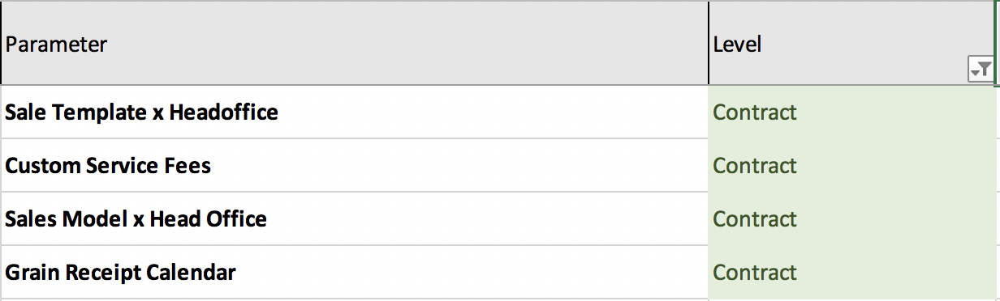 Parameter Level
Sale Template x Headoffice Contract
Custom Service Fees Contract
Sales Model x Head Office Contract
Grain Receipt Calendar Contract